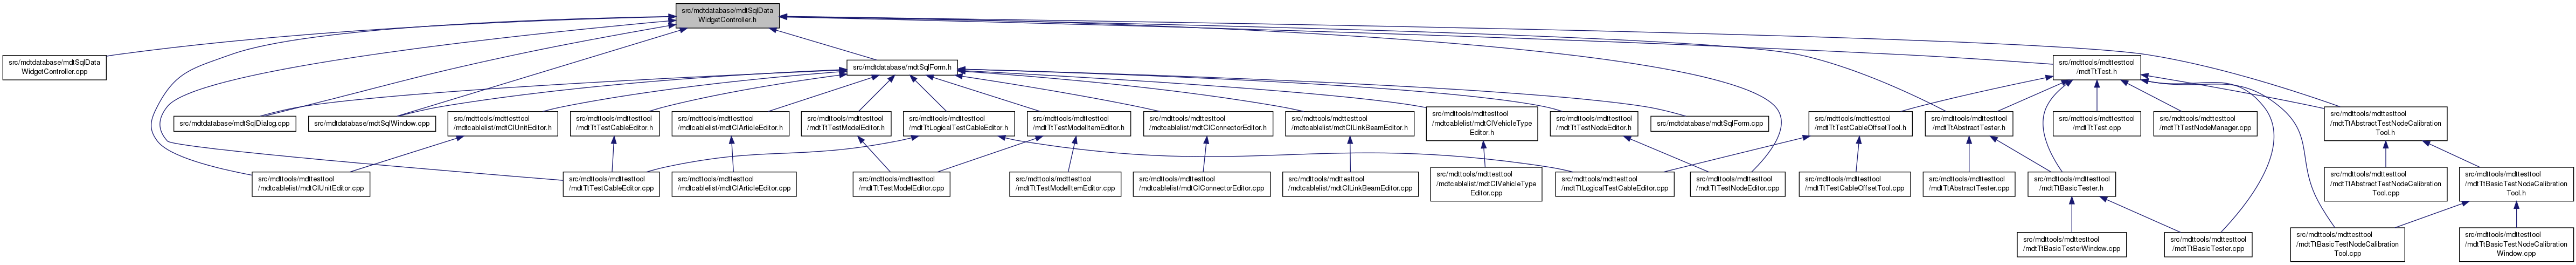 src/mdtdatabase/mdtSqlData
WidgetController.h
src/mdtdatabase/mdtSqlData
WidgetController.cpp
src/mdtdatabase/mdtSqlForm.h
src/mdttools/mdttesttool
/mdtTtTest.h
src/mdtdatabase/mdtSqlDialog.cpp
src/mdtdatabase/mdtSqlWindow.cpp
src/mdttools/mdttesttool
/mdtcablelist/mdtClUnitEditor.h
src/mdttools/mdttesttool
/mdtTtTestCableEditor.h
src/mdttools/mdttesttool
/mdtcablelist/mdtClArticleEditor.h
src/mdttools/mdttesttool
/mdtTtTestModelEditor.h
src/mdttools/mdttesttool
/mdtTtLogicalTestCableEditor.h
src/mdttools/mdttesttool
/mdtTtTestModelItemEditor.h
src/mdttools/mdttesttool
/mdtcablelist/mdtClConnectorEditor.h
src/mdttools/mdttesttool
/mdtcablelist/mdtClLinkBeamEditor.h
src/mdttools/mdttesttool
/mdtcablelist/mdtClVehicleType
Editor.h
src/mdttools/mdttesttool
/mdtTtTestNodeEditor.h
src/mdtdatabase/mdtSqlForm.cpp
src/mdttools/mdttesttool
/mdtTtTestCableOffsetTool.h
src/mdttools/mdttesttool
/mdtTtAbstractTester.h
src/mdttools/mdttesttool
/mdtTtTest.cpp
src/mdttools/mdttesttool
/mdtTtTestNodeManager.cpp
src/mdttools/mdttesttool
/mdtTtAbstractTestNodeCalibration
Tool.h
src/mdttools/mdttesttool
/mdtcablelist/mdtClUnitEditor.cpp
src/mdttools/mdttesttool
/mdtTtTestCableEditor.cpp
src/mdttools/mdttesttool
/mdtcablelist/mdtClArticleEditor.cpp
src/mdttools/mdttesttool
/mdtTtTestModelEditor.cpp
src/mdttools/mdttesttool
/mdtTtTestModelItemEditor.cpp
src/mdttools/mdttesttool
/mdtcablelist/mdtClConnectorEditor.cpp
src/mdttools/mdttesttool
/mdtcablelist/mdtClLinkBeamEditor.cpp
src/mdttools/mdttesttool
/mdtcablelist/mdtClVehicleType
Editor.cpp
src/mdttools/mdttesttool
/mdtTtLogicalTestCableEditor.cpp
src/mdttools/mdttesttool
/mdtTtTestNodeEditor.cpp
src/mdttools/mdttesttool
/mdtTtTestCableOffsetTool.cpp
src/mdttools/mdttesttool
/mdtTtAbstractTester.cpp
src/mdttools/mdttesttool
/mdtTtBasicTester.h
src/mdttools/mdttesttool
/mdtTtAbstractTestNodeCalibration
Tool.cpp
src/mdttools/mdttesttool
/mdtTtBasicTestNodeCalibration
Tool.h
src/mdttools/mdttesttool
/mdtTtBasicTesterWindow.cpp
src/mdttools/mdttesttool
/mdtTtBasicTester.cpp
src/mdttools/mdttesttool
/mdtTtBasicTestNodeCalibration
Tool.cpp
src/mdttools/mdttesttool
/mdtTtBasicTestNodeCalibration
Window.cpp